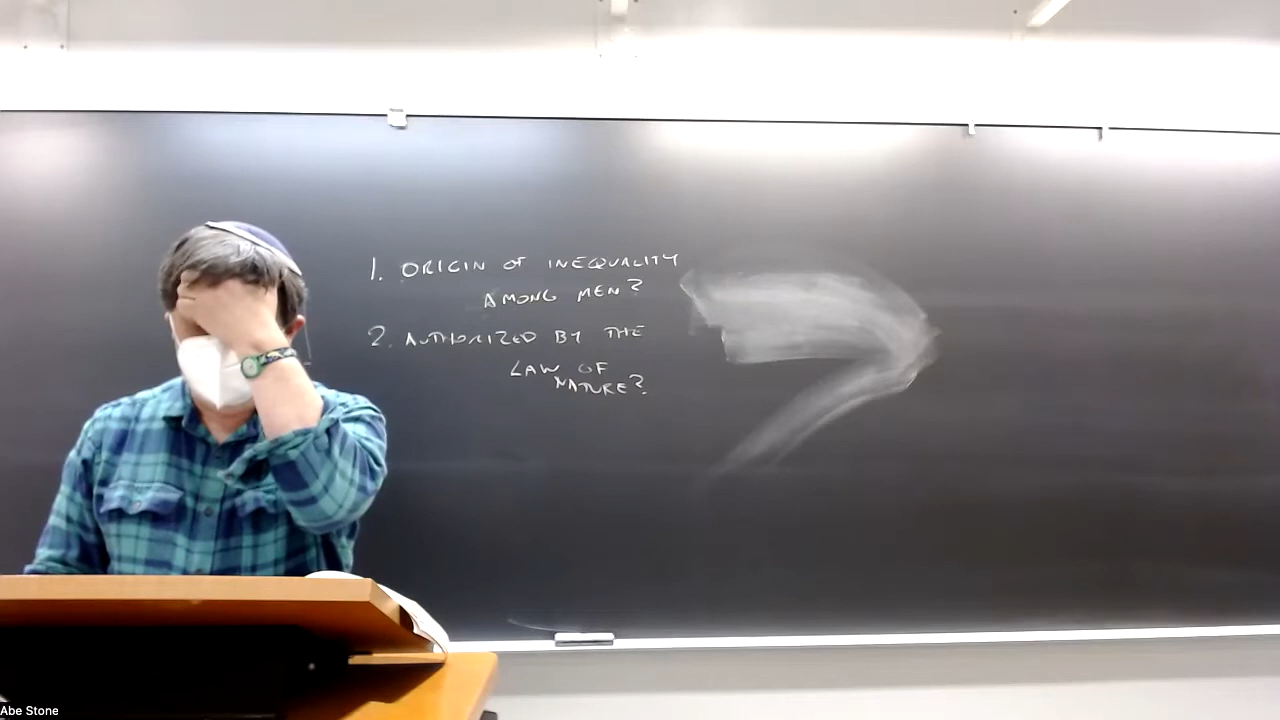 1. ORIGIN OF INEQUALITY
AMONG MEN?
2. AUTHORIZED BY THE
LAW OF
NATURE?
Abe Stone